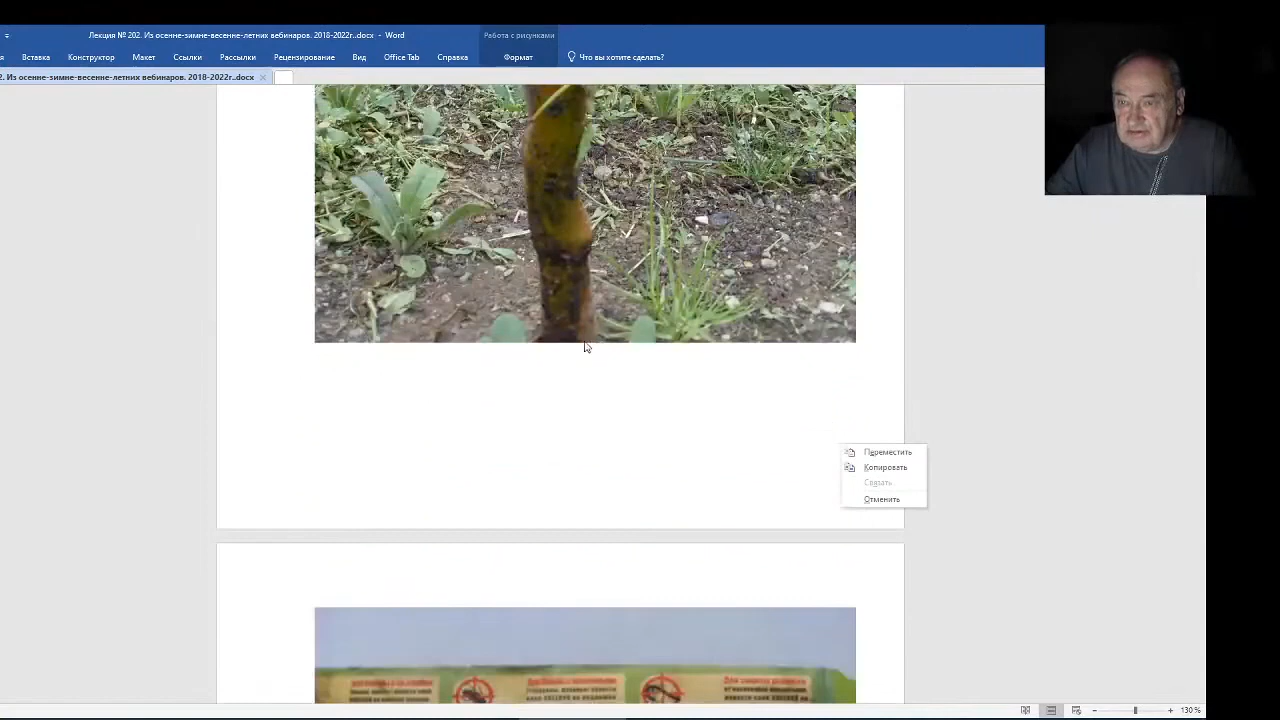 Лекция № 202. Из осенне-зимне-весенне-летних вебинаров. 2018-2022г..docx - Word
Работа с рисунками
Вставка Конструктор Макет Ссылки Рассылки Рецензирование Вид Office Tab Справка Формат Что вы хотите сделать?
2. Из осенне-зимне-весенне-летних вебинаров. 2018-2022г..docx
Переместить
Копировать
Связать
Отменить
130 %